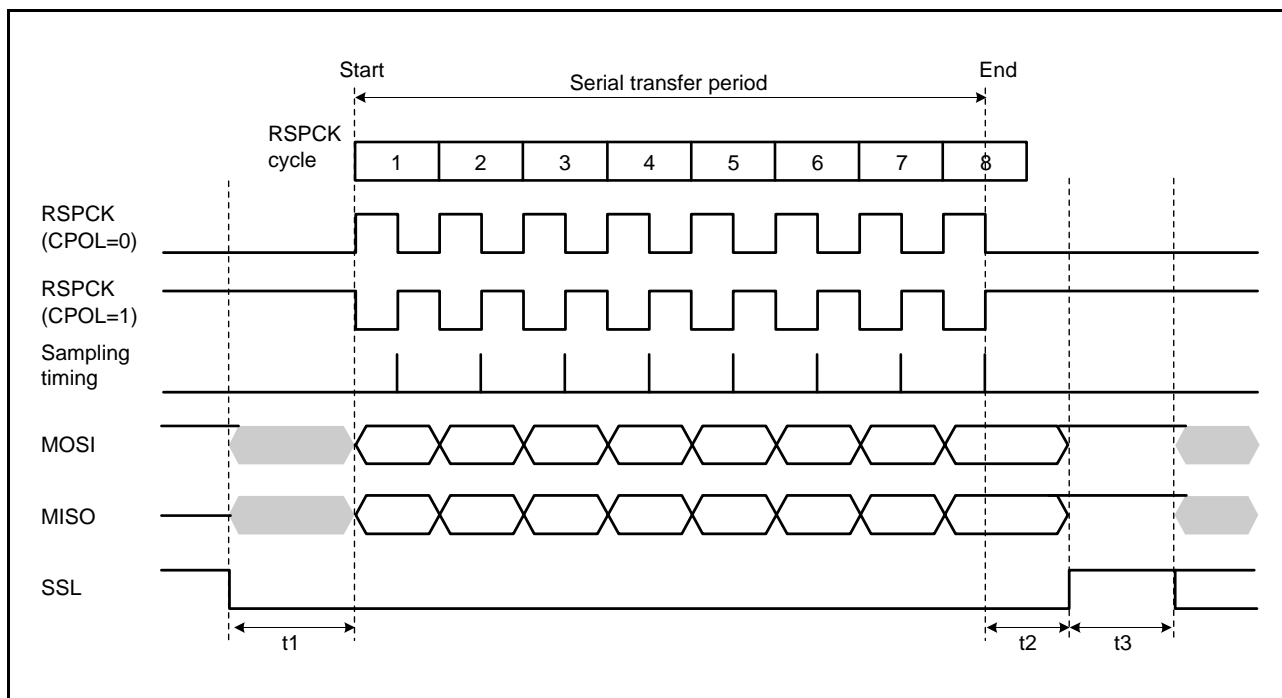 Start
End
Serial transfer period
RSPCK
cycle
1 2 3 4 5 6 7 8
RSPCK
(CPOL=0)
RSPCK
(CPOL=1)
Sampling
timing
MOSI
MISO
SSL
t1
t2
t3